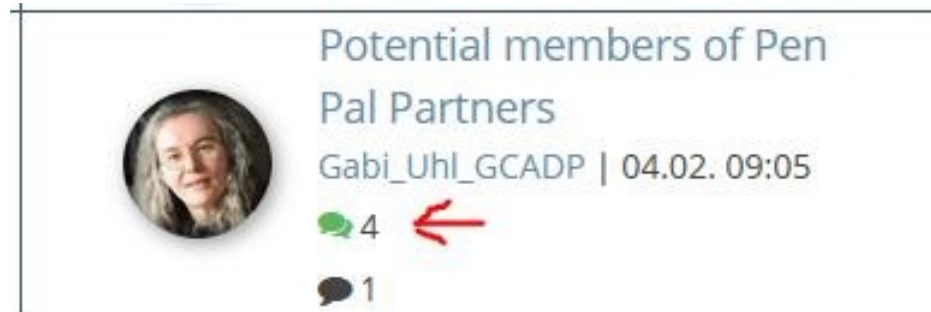 Potential members of Pen
Pal Partners
Gabi_Uhl_GCADP | 04.02. 09:05
4
1